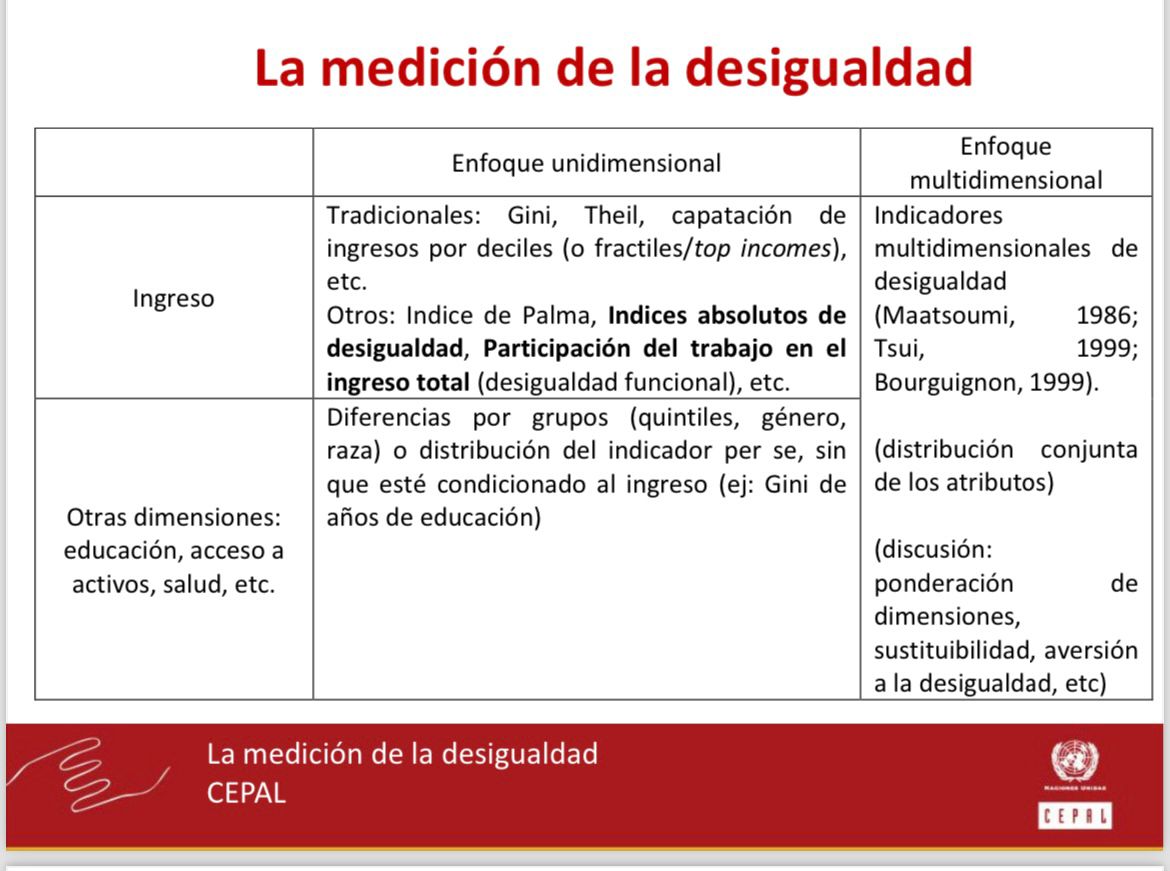 La medición de la desigualdad
Enfoque unidimensional
Enfoque
multidimensional
Ingreso
Tradicionales: Gini, Theil, capatación de
ingresos por deciles (o fractiles/top incomes),
etc.
Otros: Indice de Palma, Indices absolutos de
desigualdad, Participación del trabajo en el
ingreso total (desigualdad funcional), etc.
Indicadores
multidimensionales de
desigualdad
(Maatsoumi, 1986;
Tsui, 1999;
Bourguignon, 1999).
(distribución conjunta
de los atributos)
(discusión:
ponderación de
dimensiones,
sustituibilidad, aversión
a la desigualdad, etc)
Otras dimensiones:
educación, acceso a
activos, salud, etc.
Diferencias por grupos (quintiles, género,
raza) o distribución del indicador per se, sin
que esté condicionado al ingreso (ej: Gini de
años de educación)
La medición de la desigualdad
CEPAL
NACIONES UNIDAS
CEPAL